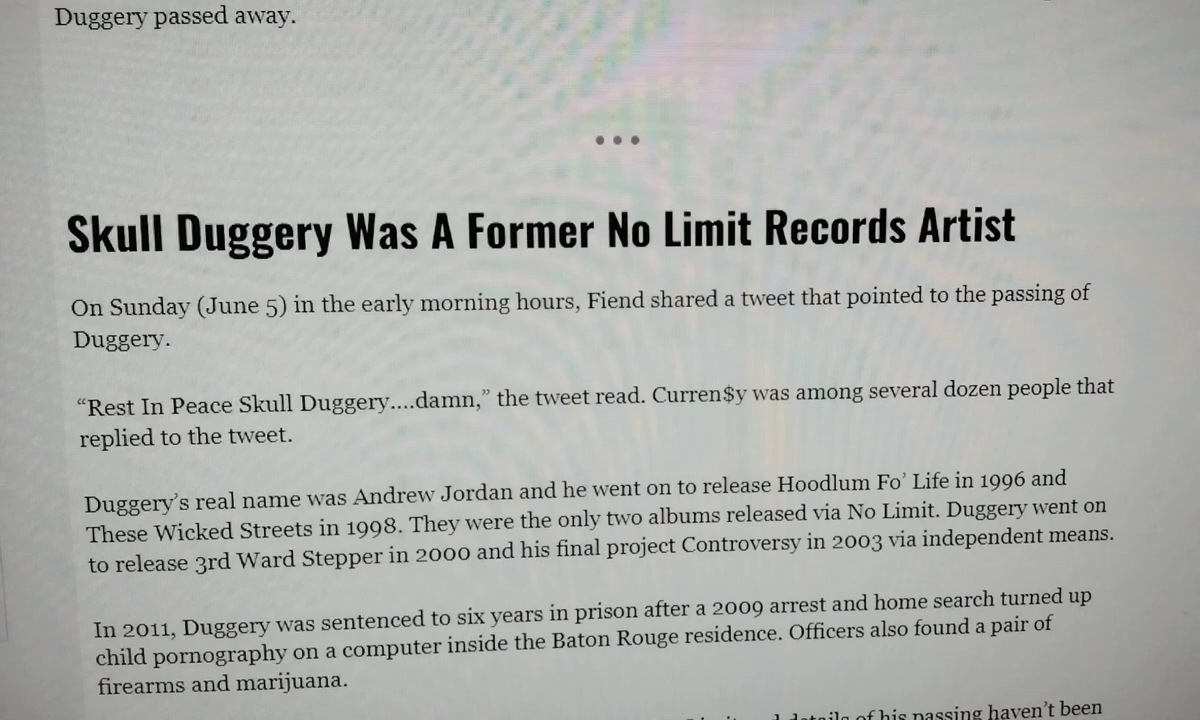 Duggery passed away.
Skull Duggery Was A Former No Limit Records Artist
On Sunday (June 5) in the early morning hours, Fiend shared a tweet that pointed to the passing of
Duggery.
“Rest In Peace Skull Duggery....damn,” the tweet read. Curren$y was among several dozen people that
replied to the tweet.
Duggery’s real name was Andrew Jordan and he went on to release Hoodlum Fo’ Life in 1996 and
These Wicked Streets in 1998. They were the only two albums released via No Limit. Duggery went on
to release 3rd Ward Stepper in 2000 and his final project Controversy in 2003 via independent means.
In 2011, Duggery was sentenced to six years in prison after a 2009 arrest and home search turned up
child pornography on a computer inside the Baton Rouge residence. Officers also found a pair of
firearms and marijuana.
details of his passing haven’t been